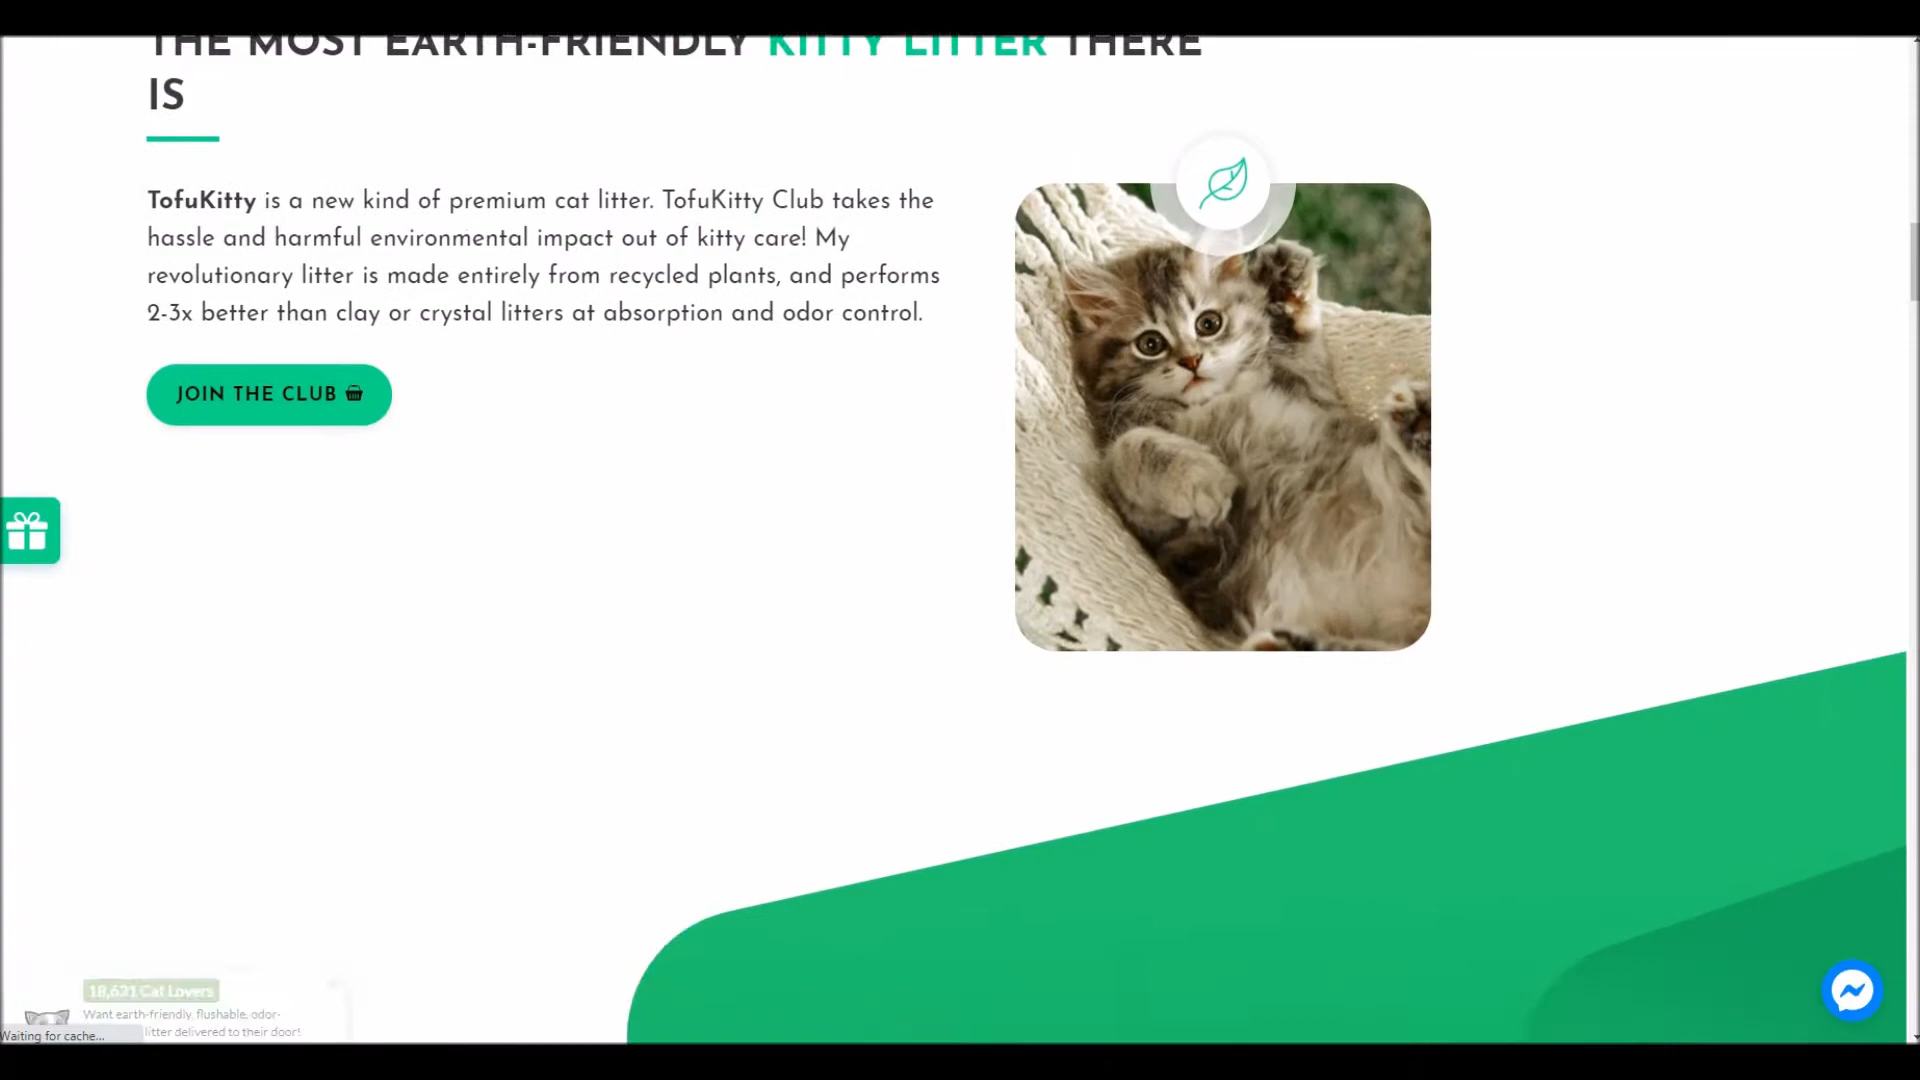 THE MOST EARTH-FRIENDLY KITTY LITTER THERE
IS
TofuKitty is a new kind of premium cat litter. TofuKitty Club takes the
hassle and harmful environmental impact out of kitty care! My
revolutionary litter is made entirely from recycled plants, and performs
2-3x better than clay or crystal litters at absorption and odor control.
JOIN THE CLUB
18,621 Cat Lovers
Want earth-friendly, flushable, odor-
litter delivered to their door!
Waiting for cache...